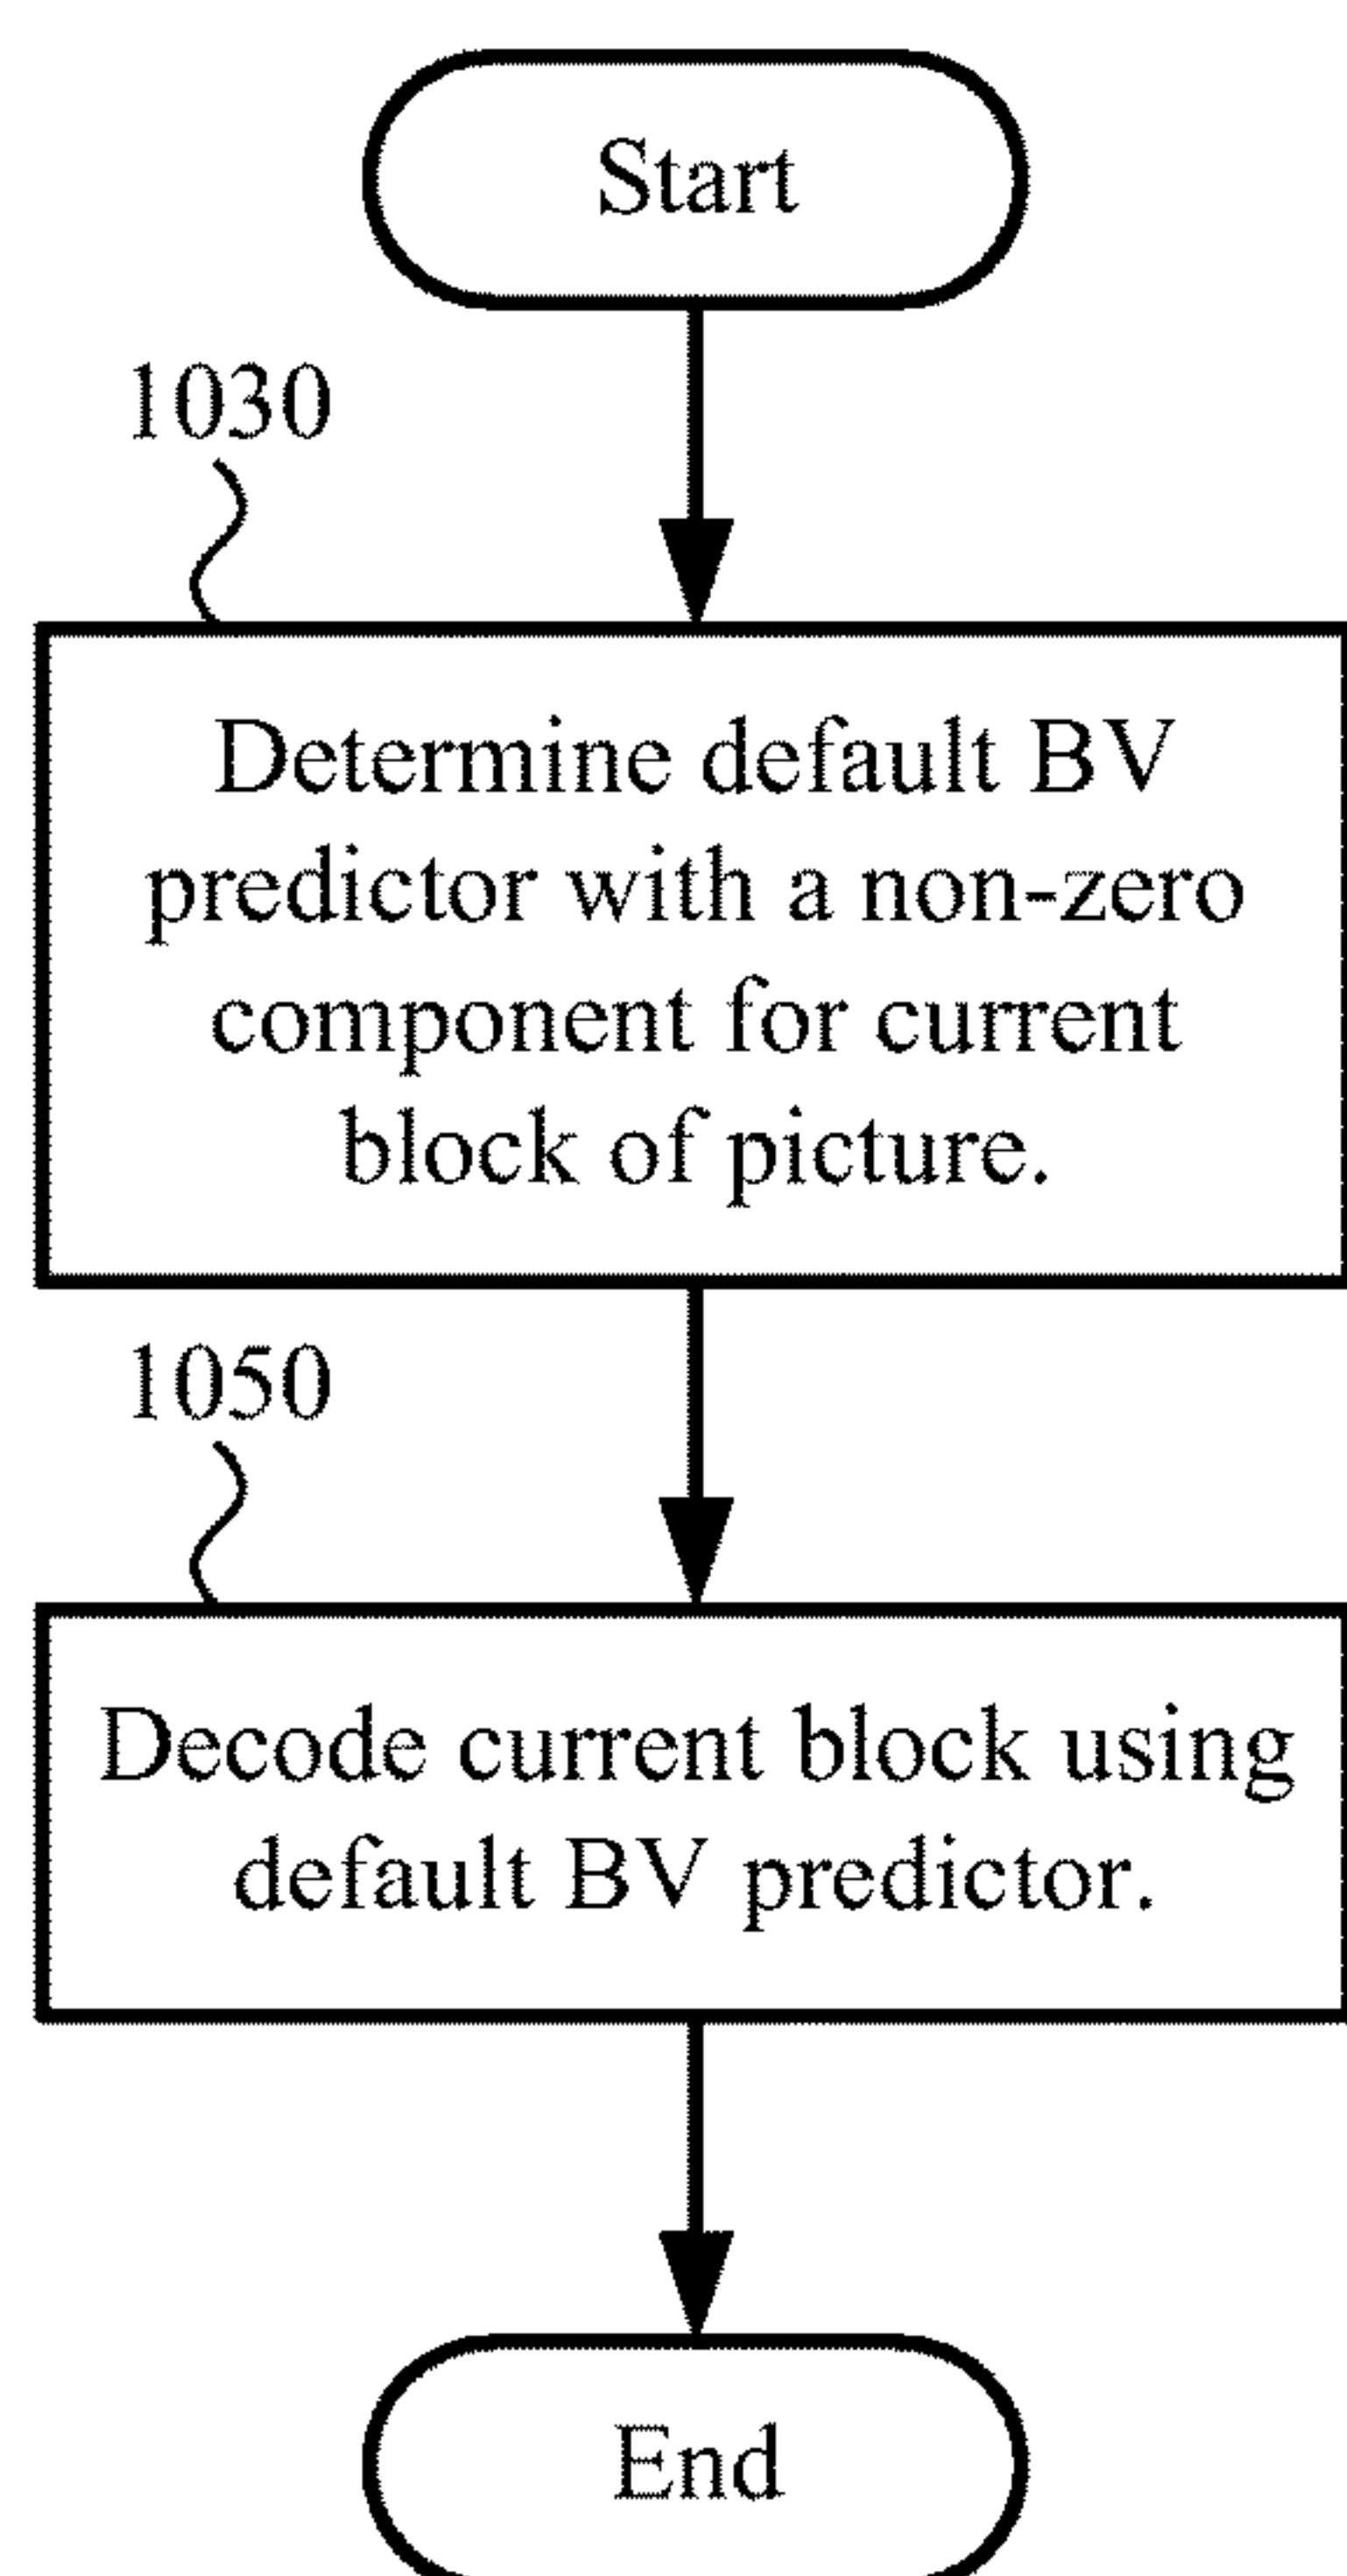 Start
1030
Determine default BV
predictor with a non-zero
component for current
block of picture.
1050
Decode current block using
default BV predictor.
End